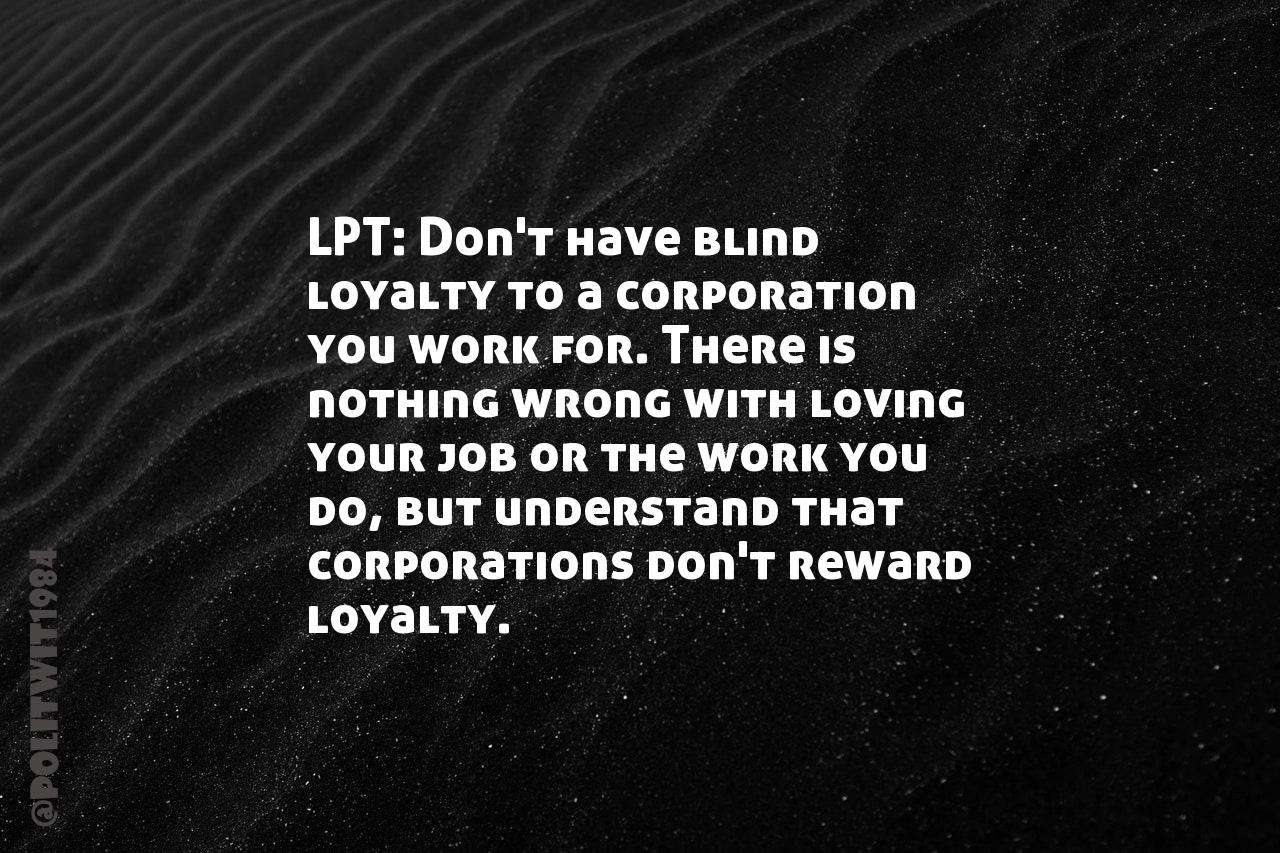 LPT: Don't have blind
loyalty to a corporation
you work for. There is
nothing wrong with loving
your job or the work you
do, but understand that
corporations don't reward
loyalty.
@POLITWIT1984